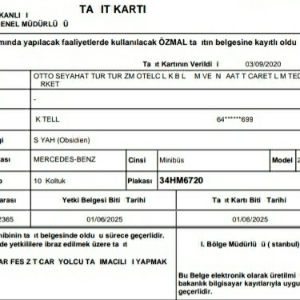 TA IT KARTI
KANLI İ
ENEL MÜDÜRLÜ Ü
mında yapılacak faaliyetlerde kullanılacak ÖZMAL ta ıtın belgesine kayıtlı oldu
Ta ıt Kartının Verildi i 03/09/2020
OTTO SEYAHAT TUR TUR ZM OTELC L K B L M VE N AAT T CARET L M TED
RKET
-
K TELL 64******699
gi S YAH (Obsidien)
ası MERCEDES-BENZ Cinsi Minibüs Model 2
10 Koltuk Plakası 34HM6720
Yetki Belgesi Biti Tarihi Ta ıt Kartı Biti Tarihi
2365 01/06/2025 01/06/2025
hibinin ta ıt belgesinde oldu u sürece geçerlidir.
de yetkililere ibraz edilmek üzere ta ıt
I. Bölge Müdürlü ü ( stanbul)
AR FES Z T CAR YOLCU TA IMACILI I YAPMAK
Bu Belge elektronik olarak üretilmi
bakanlık bilgisayar kayıtlarıyla uygu
geçerlidir.